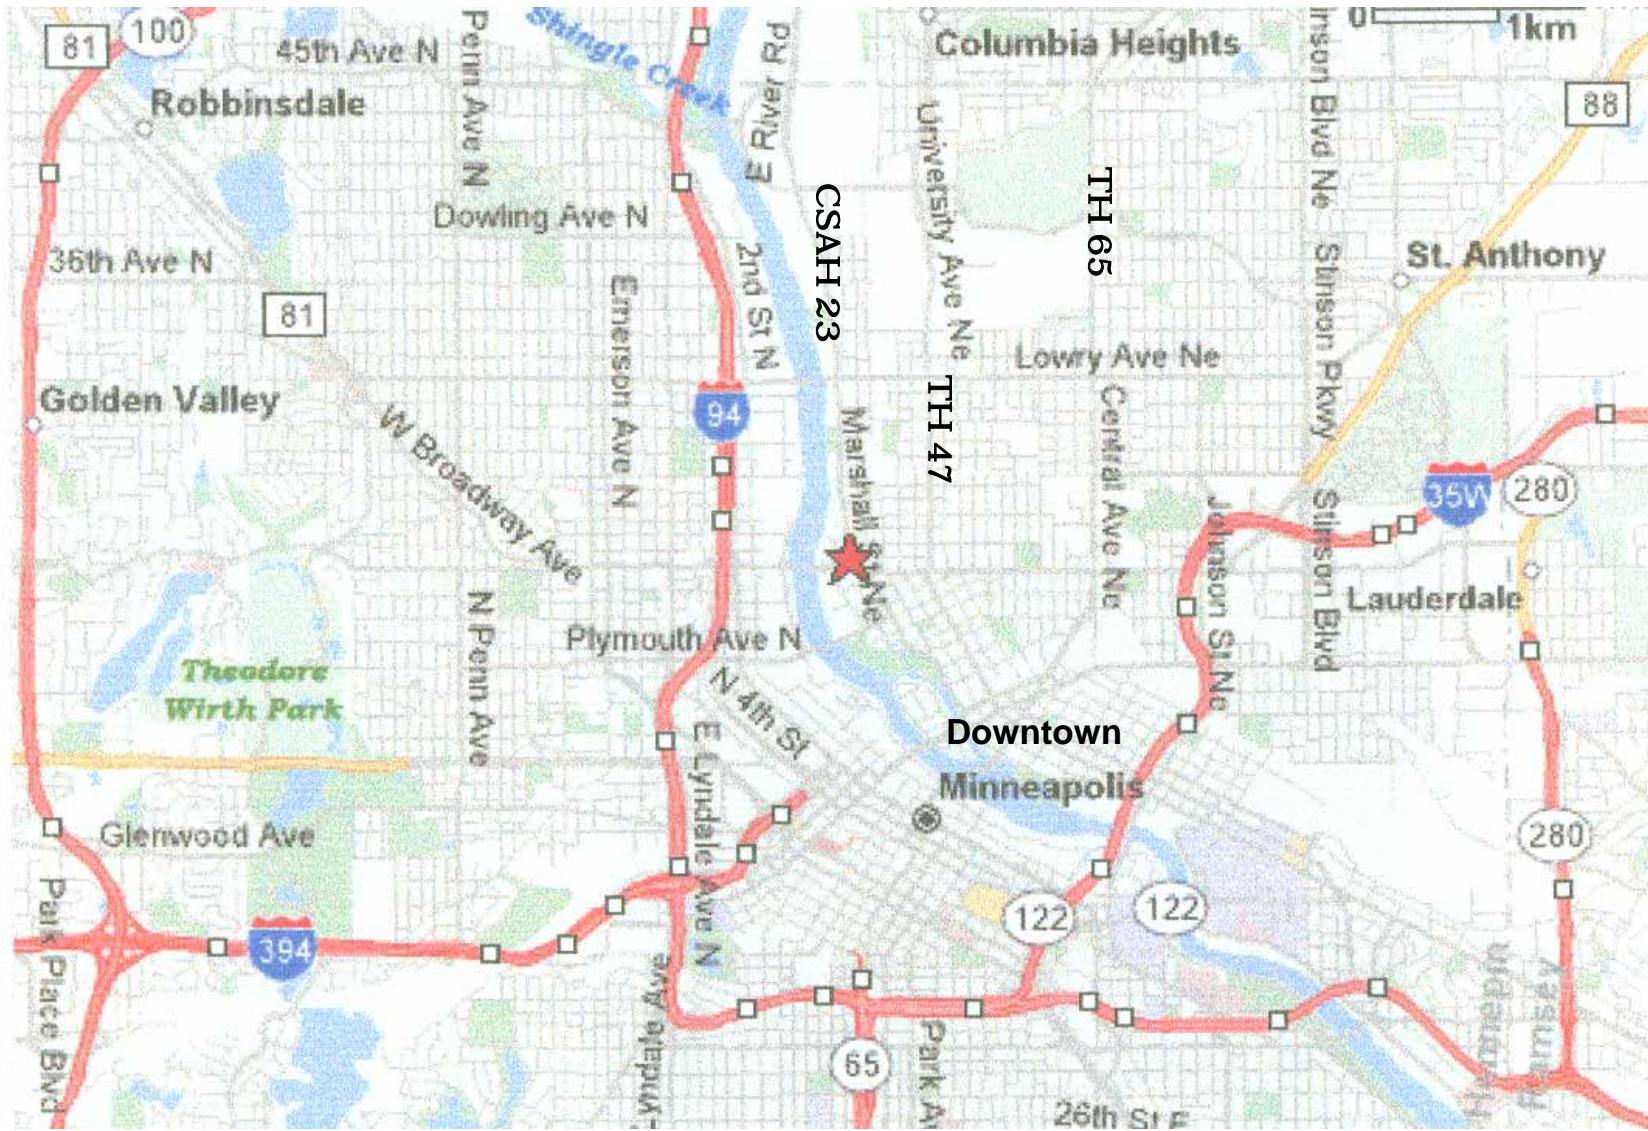 81
100
45th Ave N
Penn Ave N
Shingle Creek
E River Rd
Columbia Heights
0
1km
Robbinsdale
88
University Ave Ne
inson Blvd Ne
TH 65
CSAH 23
Dowling Ave N
2nd St N
36th Ave N
Emerson Ave N
81
St. Anthony
Stinson Pkwy
Lowry Ave Ne
TH 47
Golden Valley
94
W Broadway Ave
Marshall St Ne
Central Ave Ne
Johnson St Ne
Stinson Blvd
35W
280
Lauderdale
N Penn Ave
Plymouth Ave N
Theodore
Wirth Park
N 4th St
E Lyndale Ave N
Downtown
Minneapolis
Glenwood Ave
280
Park Place Blvd
394
122
122
yndale Ave
65
Park A
26th St E
Hennepin
Ramsey